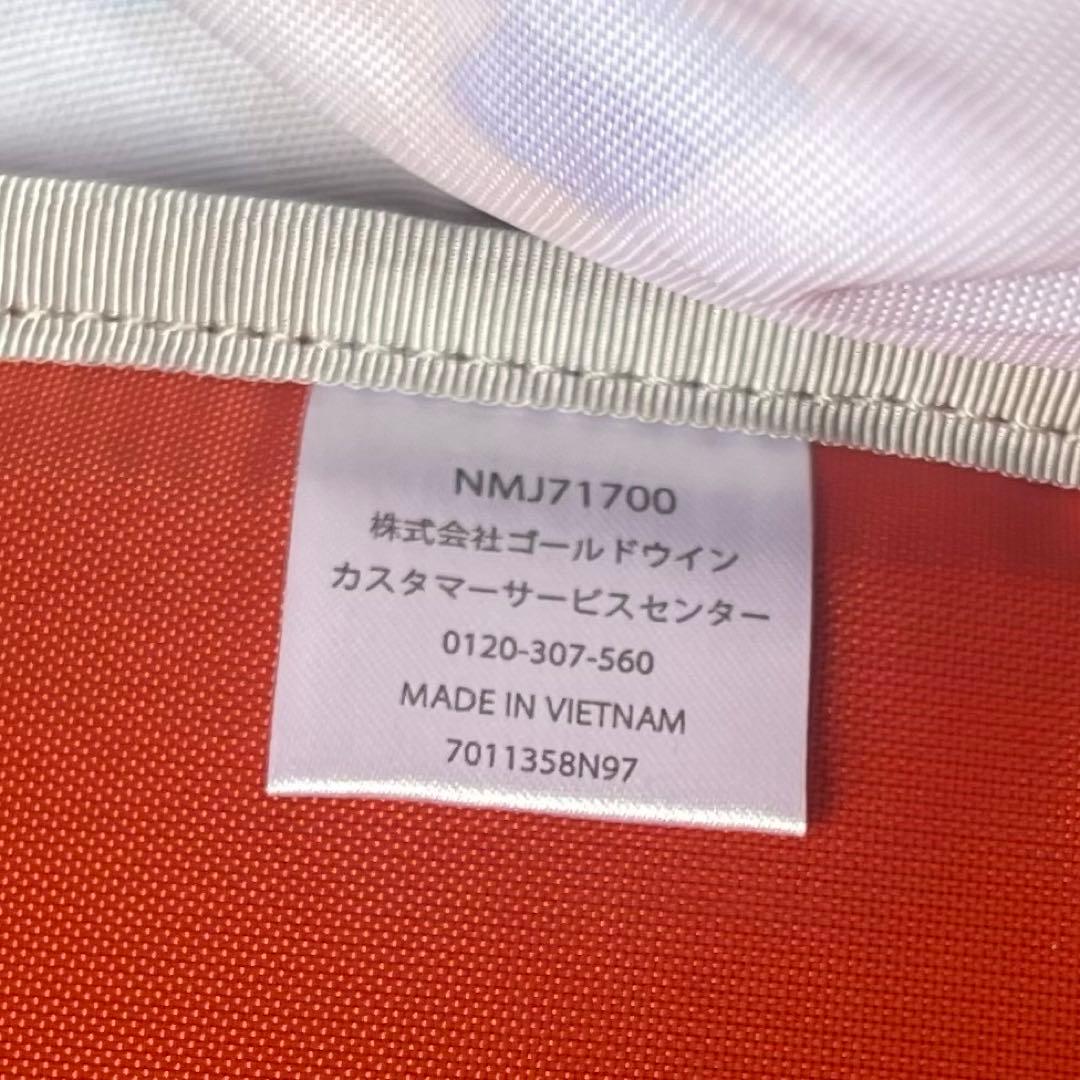 NMJ71700
株式会社ゴールドウイン
カスタマーサービスセンター
0120-307-560
MADE IN VIETNAM
7011358N97